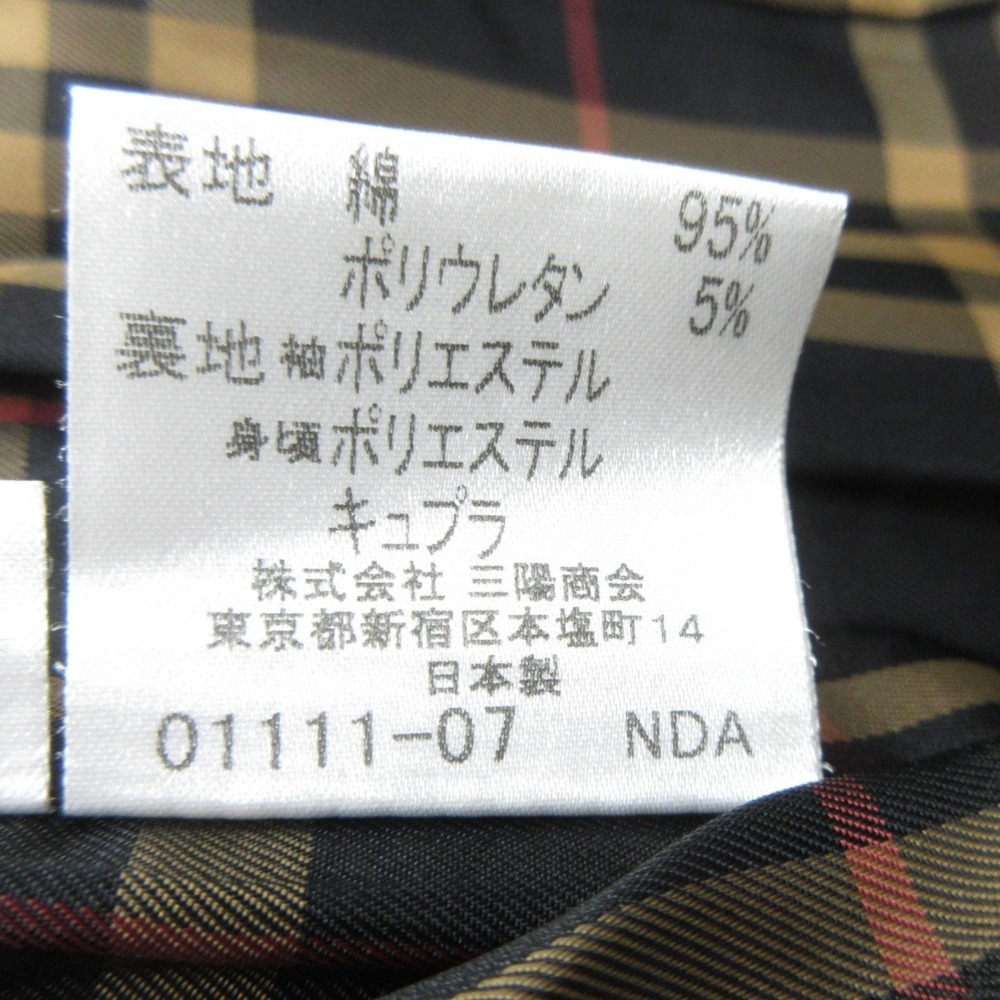 表地 綿 95%
ポリウレタン 5%
裏地 袖 ポリエステル
身頃 ポリエステル
キュプラ
株式会社 三陽商会
東京都新宿区本塩町14
日本製
01111-07 NDA